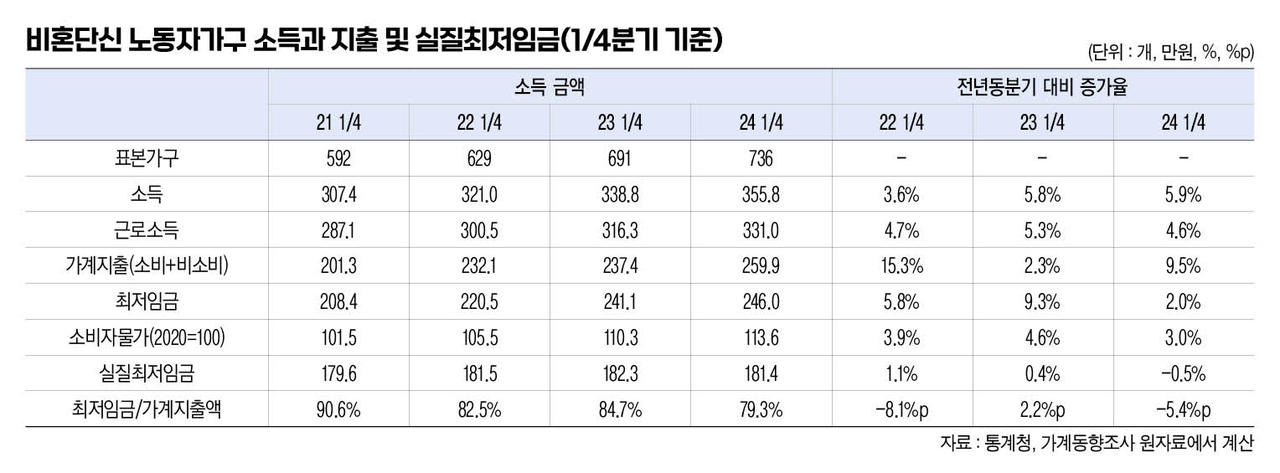 비혼단신 노동자가구 소득과 지출 및 실질최저임금(1/4분기 기준)
(단위 : 개, 만원, %, %p)
소득 금액 전년동분기 대비 증가율
21 1/4 22 1/4 23 1/4 24 1/4 22 1/4 23 1/4 24 1/4
표본가구 592 629 691 736 – – –
소득 307.4 321.0 338.8 355.8 3.6% 5.8% 5.9%
근로소득 287.1 300.5 316.3 331.0 4.7% 5.3% 4.6%
가계지출(소비+비소비) 201.3 232.1 237.4 259.9 15.3% 2.3% 9.5%
최저임금 208.4 220.5 241.1 246.0 5.8% 9.3% 2.0%
소비자물가(2020=100) 101.5 105.5 110.3 113.6 3.9% 4.6% 3.0%
실질최저임금 179.6 181.5 182.3 181.4 1.1% 0.4% –0.5%
최저임금/가계지출액 90.6% 82.5% 84.7% 79.3% –8.1%p 2.2%p –5.4%p
자료 : 통계청, 가계동향조사 원자료에서 계산